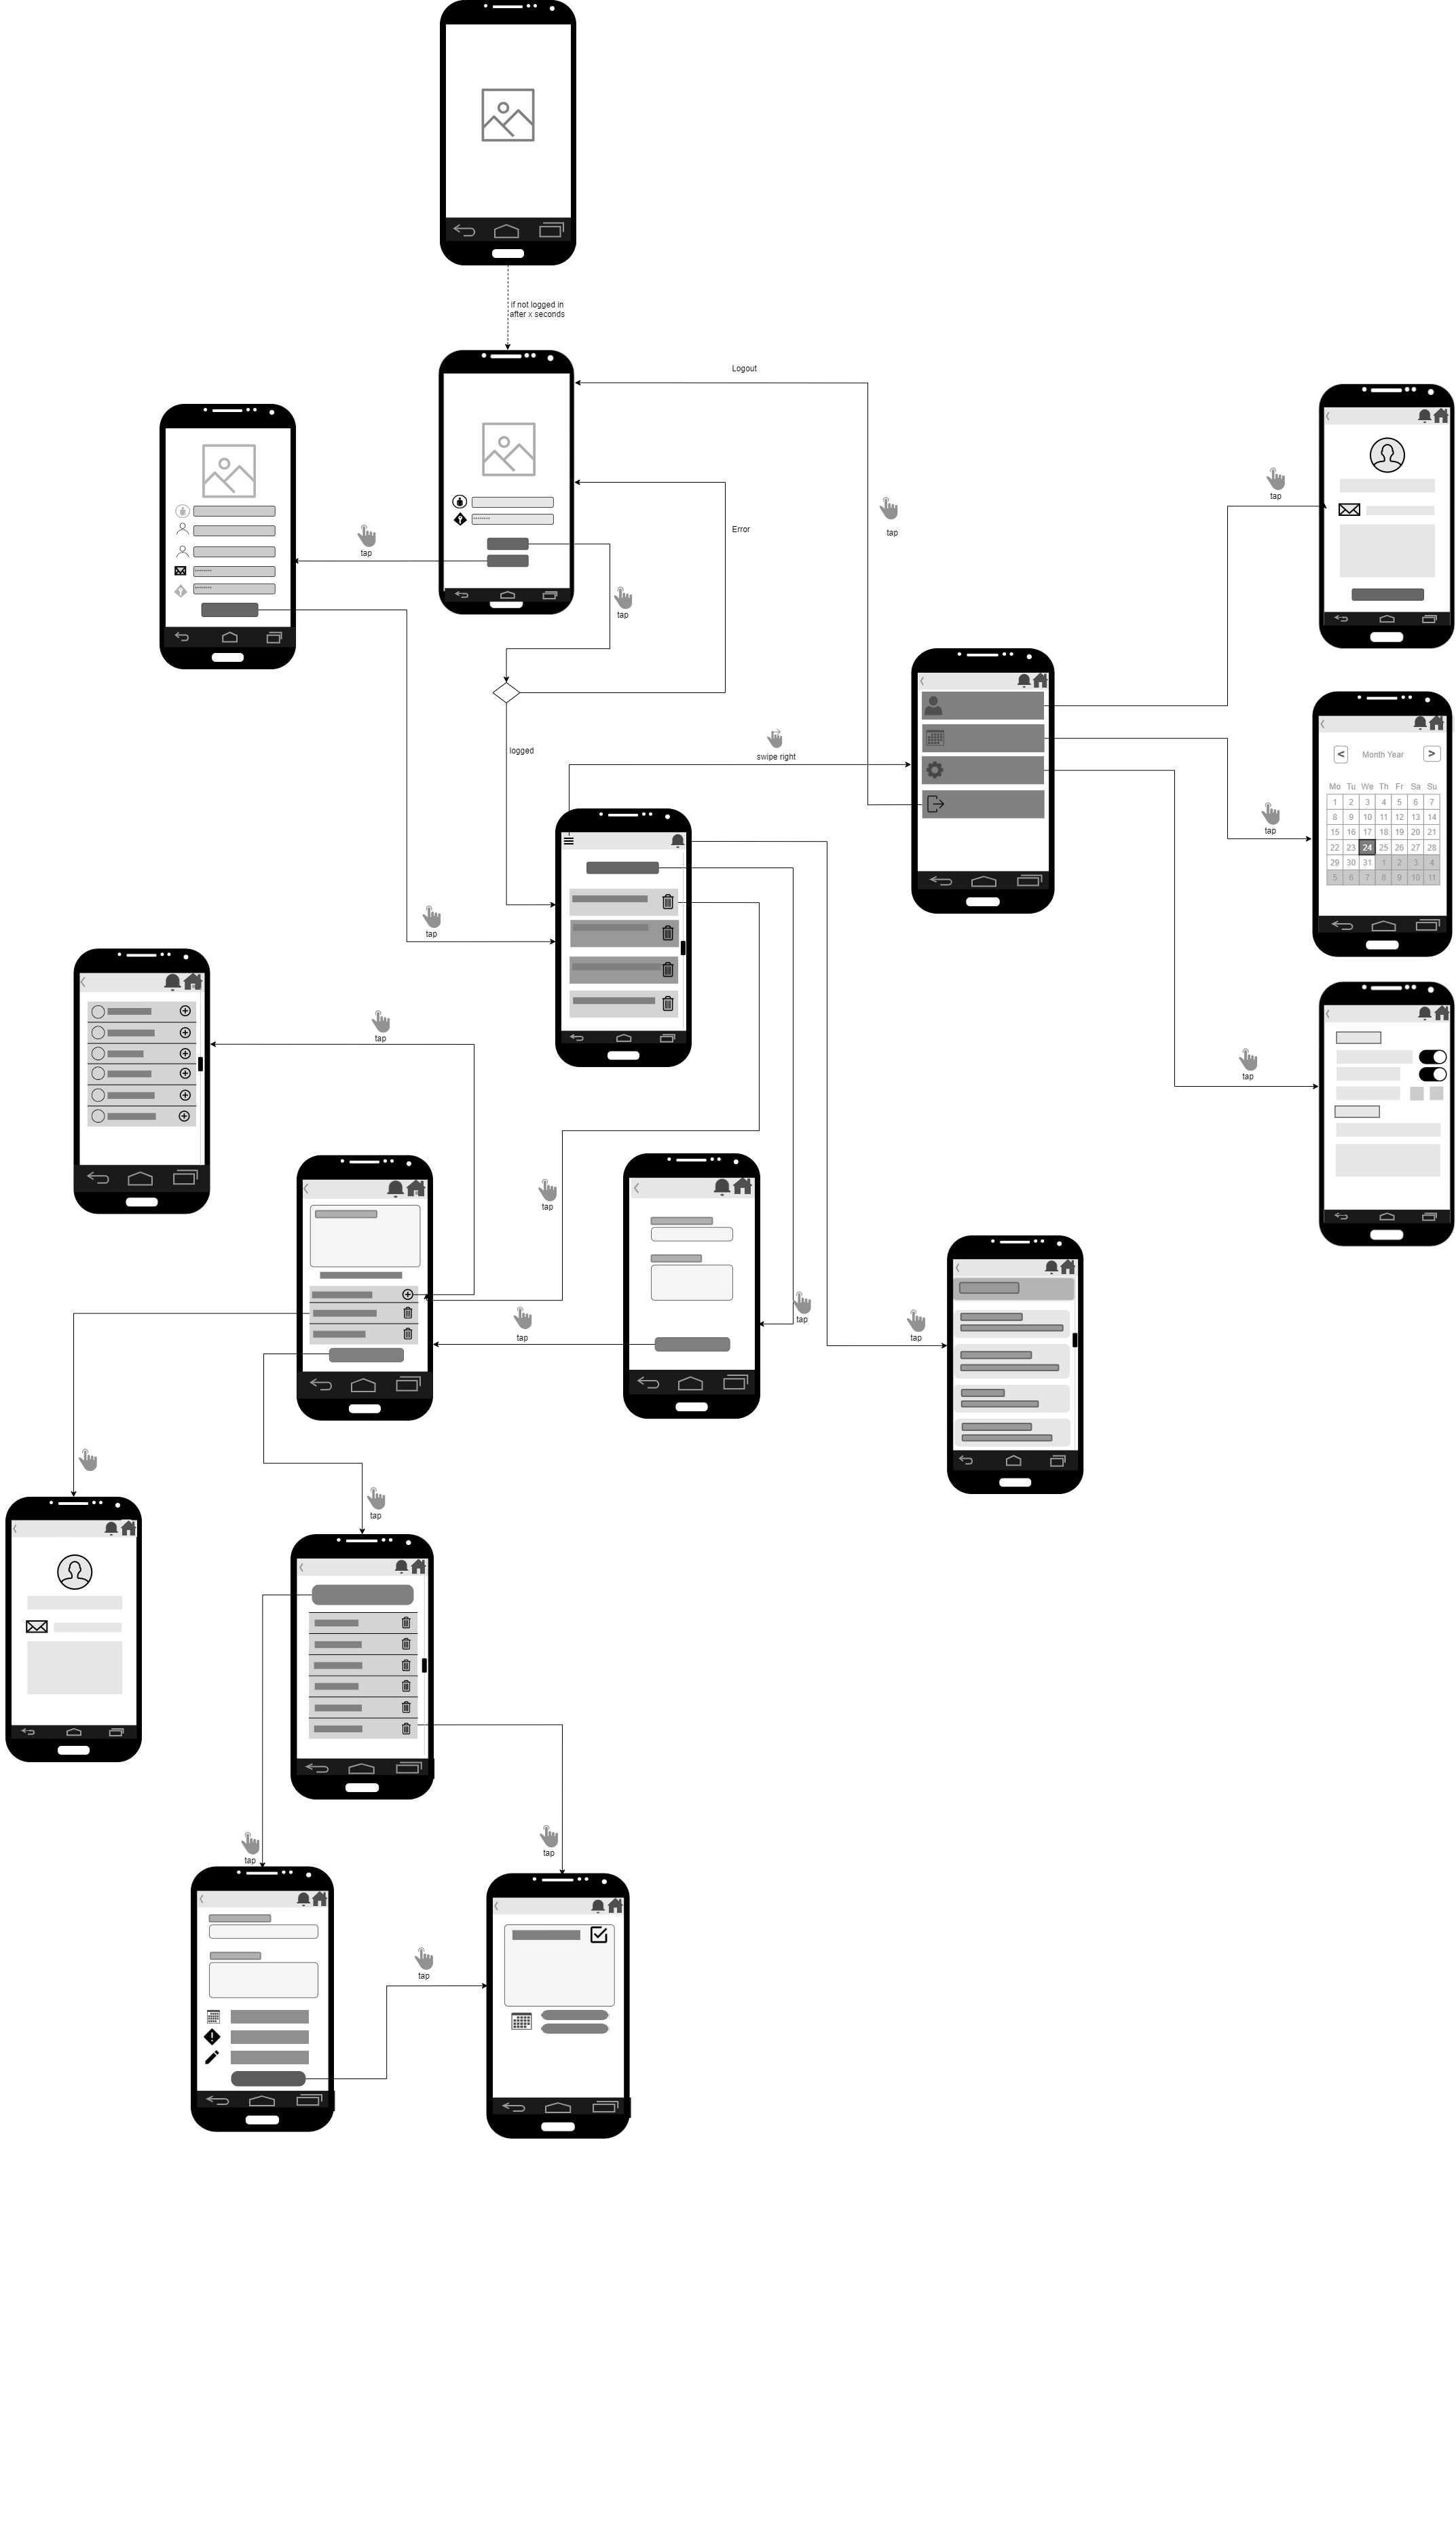 if not logged in
after x seconds
Logout
tap
tap
Error
tap
********
********
********
tap
tap
logged
swipe right
< Month Year >
Mo Tu We Th Fr Sa Su
1 2 3 4 5 6 7
8 9 10 11 12 13 14
15 16 17 18 19 20 21
22 23 24 25 26 27 28
29 30 31 1 2 3 4
5 6 7 8 9 10 11
tap
tap
tap
tap
tap
tap
tap
tap
tap
tap
tap
tap